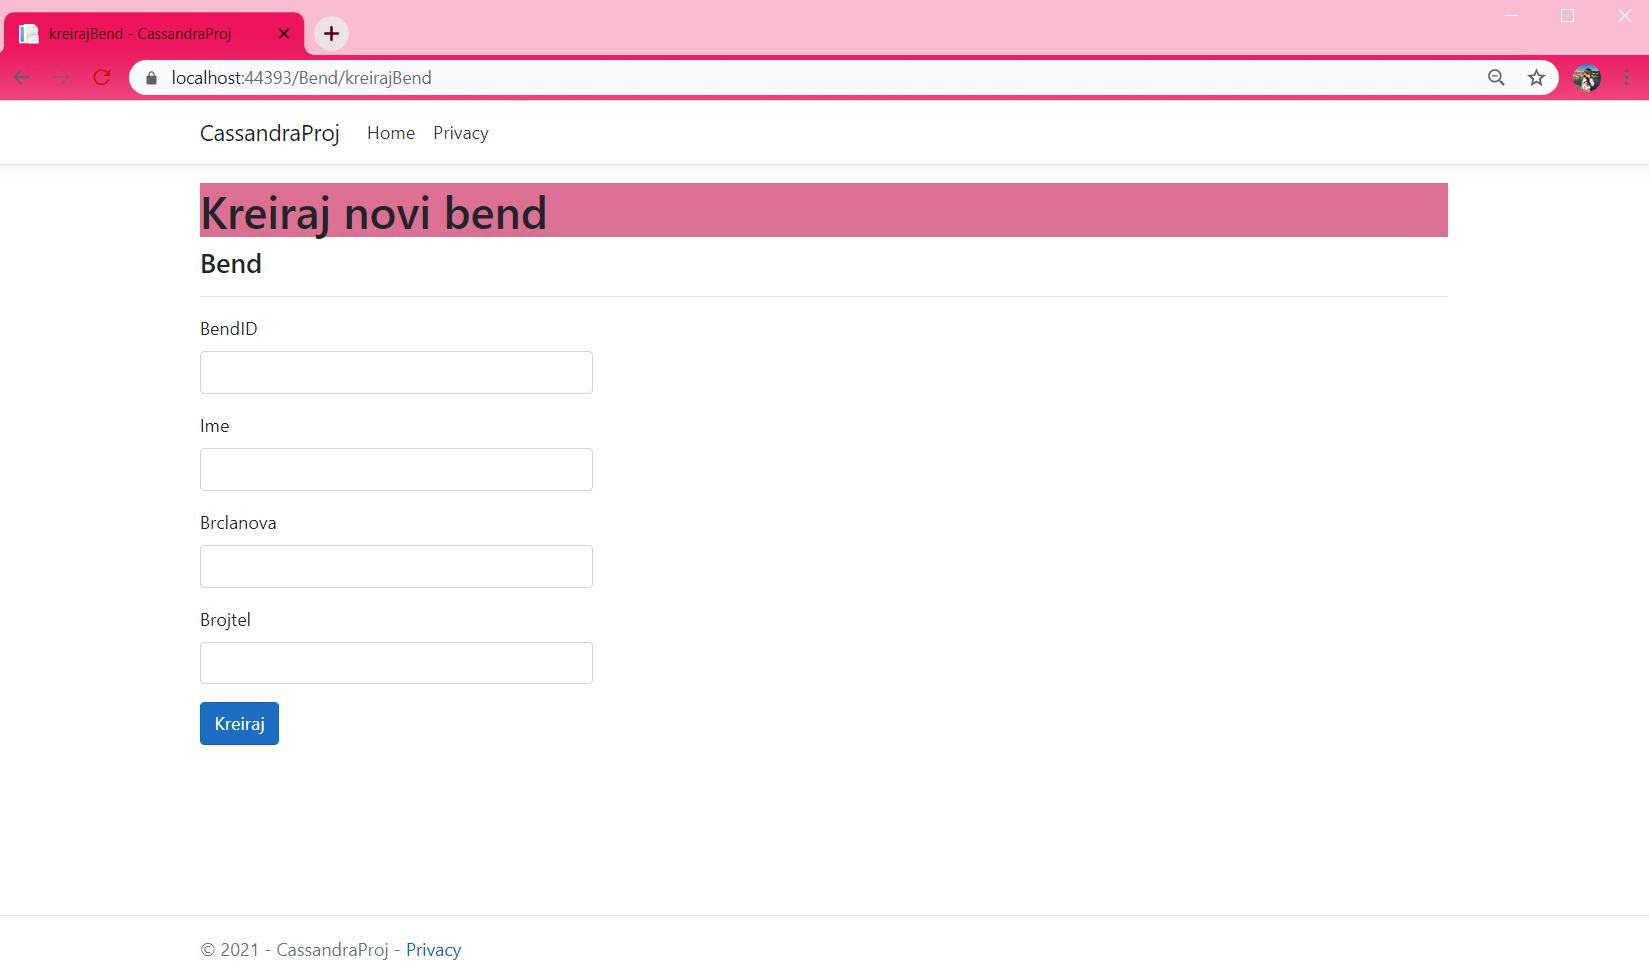 kreirajBend - CassandraProj
localhost:44393/Bend/kreirajBend
CassandraProj Home Privacy
Kreiraj novi bend
Bend
BendID
Ime
Brclanova
Brojtel
Kreiraj
© 2021 - CassandraProj - Privacy